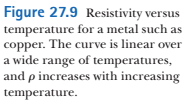 Figure 27.9 Resistivity versus
temperature for a metal such as
copper. The curve is linear over
a wide range of temperatures,
and ρ increases with increasing
temperature.